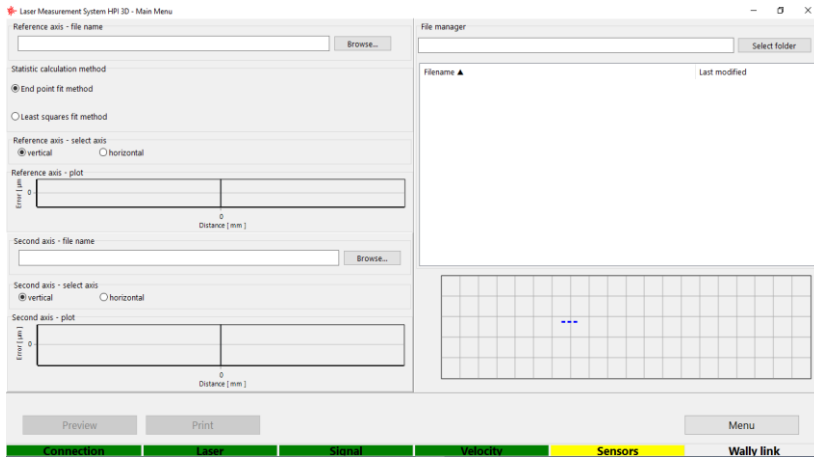 Laser Measurement System HPI 3D - Main Menu
Reference axis - file name
Browse...
Statistic calculation method
End point fit method
Least squares fit method
Reference axis - select axis
vertical
horizontal
Reference axis - plot
Error [ µm
0
0
Distance [ mm ]
Second axis - file name
Browse...
Second axis - select axis
vertical
horizontal
Second axis - plot
Error [ µm ]
0
0
Distance [ mm ]
File manager
Select folder
Filename ▲
Last modified
---
Preview
Print
Menu
Connection
Laser
Signal
Velocity
Sensors
Wally link